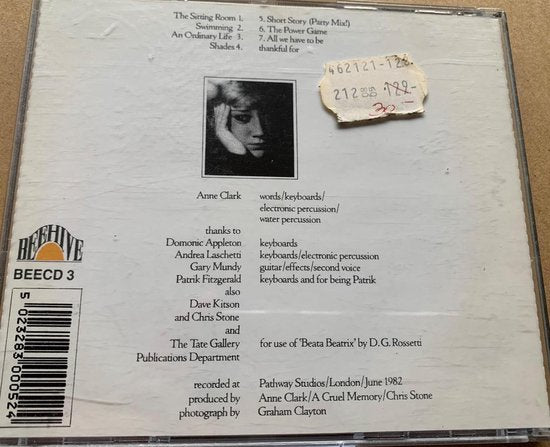 The Sitting Room 1.
Swimming 2.
An Ordinary Life 3.
Shades 4.
5. Short Story (Party Mix!)
6. The Power Game
7. All we have to be
thankful for
462121-122
212 122-
30.-
Anne Clark words/keyboards/
electronic percussion/
water percussion
thanks to
Domonic Appleton keyboards
Andrea Laschetti keyboards/electronic percussion
Gary Mundy guitar/effects/second voice
Patrik Fitzgerald keyboards and for being Patrik
also
Dave Kitson
and Chris Stone
and
The Tate Gallery for use of 'Beata Beatrix' by D.G. Rossetti
Publications Department
recorded at Pathway Studios/London/June 1982
produced by Anne Clark/A Cruel Memory/Chris Stone
photograph by Graham Clayton
BEEHIVE
BEECD 3
5 023283 000524